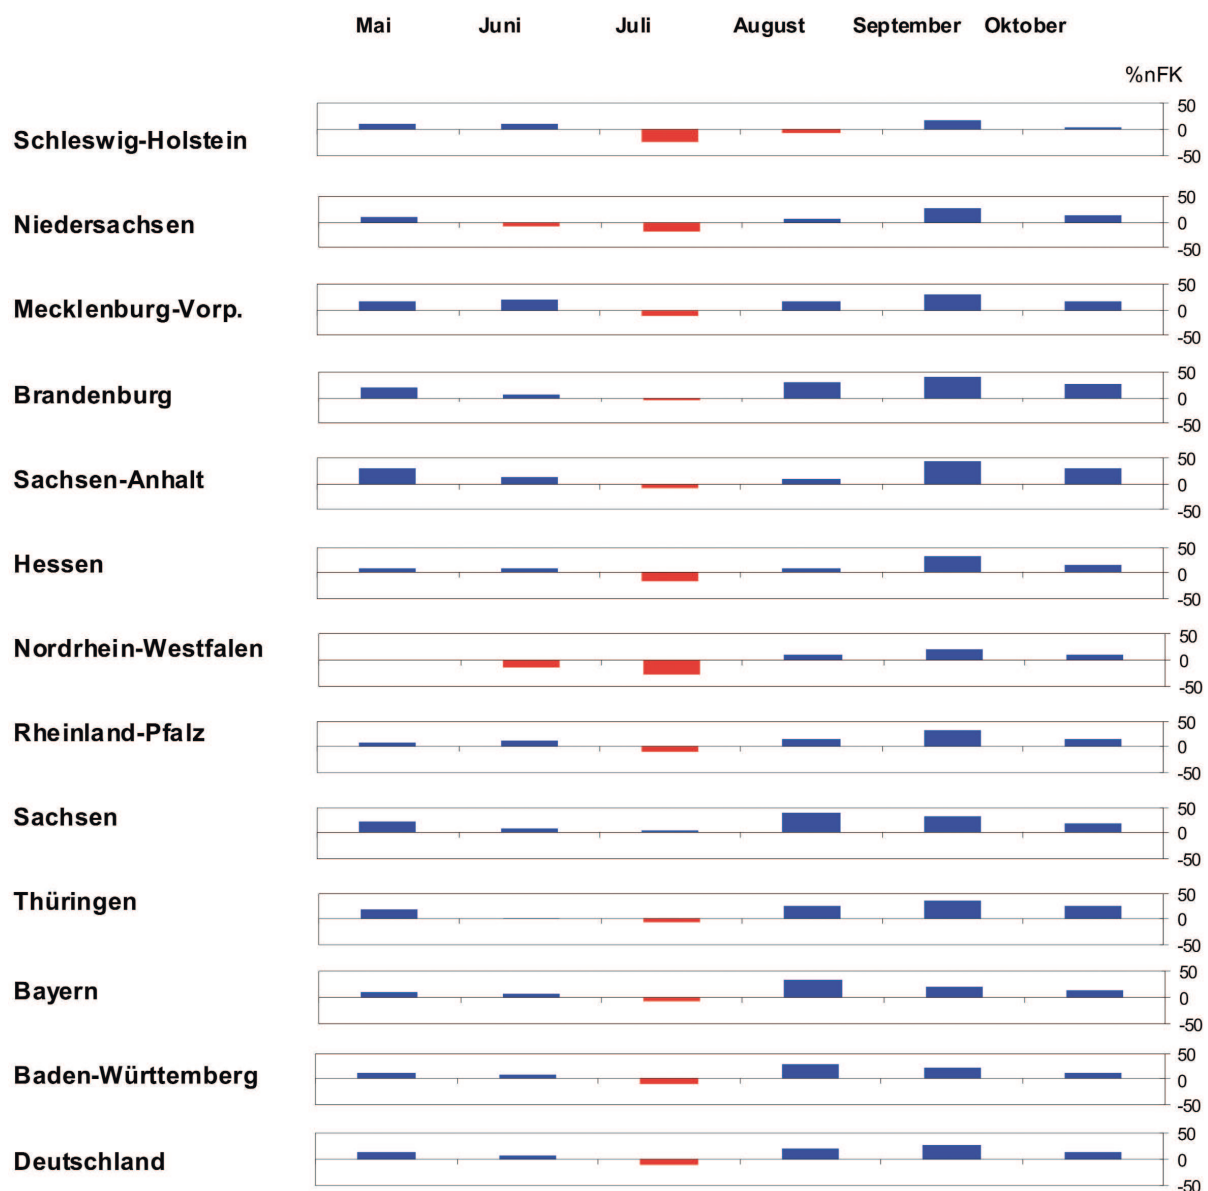 Mai Juni Juli August September Oktober
%nFK
Schleswig-Holstein
50
0
-50
Niedersachsen
50
0
-50
Mecklenburg-Vorp.
50
0
-50
Brandenburg
50
0
-50
Sachsen-Anhalt
50
0
-50
Hessen
50
0
-50
Nordrhein-Westfalen
50
0
-50
Rheinland-Pfalz
50
0
-50
Sachsen
50
0
-50
Thüringen
50
0
-50
Bayern
50
0
-50
Baden-Württemberg
50
0
-50
Deutschland
50
0
-50